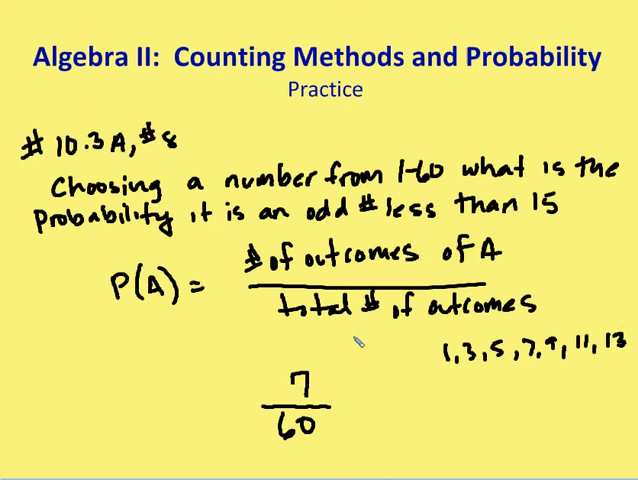 Algebra II: Counting Methods and Probability
Practice
# 10.3A, #8
Choosing a number from 1-60 what is the
probability it is an odd # less than 15
P(A) = # of outcomes of A
total # of outcomes
1, 3, 5, 7, 9, 11, 13
7
60